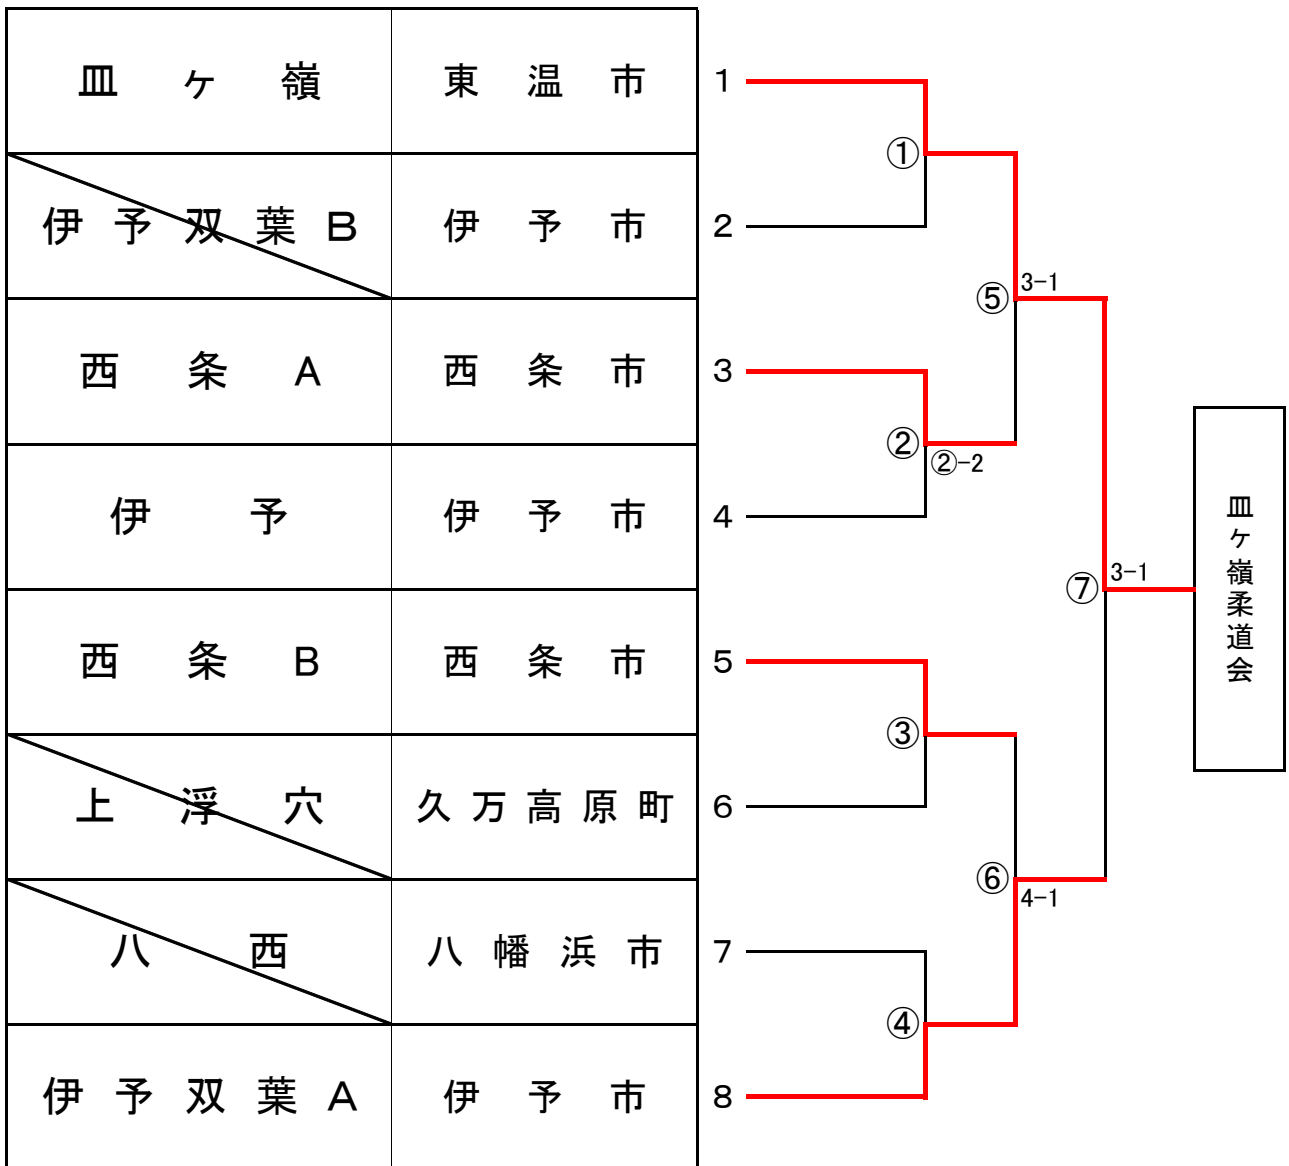 皿ヶ嶺 東温市 1
①
伊予双葉B 伊予市 2
⑤ 3-1
西条A 西条市 3
② ②-2
伊予 伊予市 4
⑦ 3-1
皿ヶ嶺柔道会
西条B 西条市 5
③
上浮穴 久万高原町 6
⑥ 4-1
八西 八幡浜市 7
④
伊予双葉A 伊予市 8